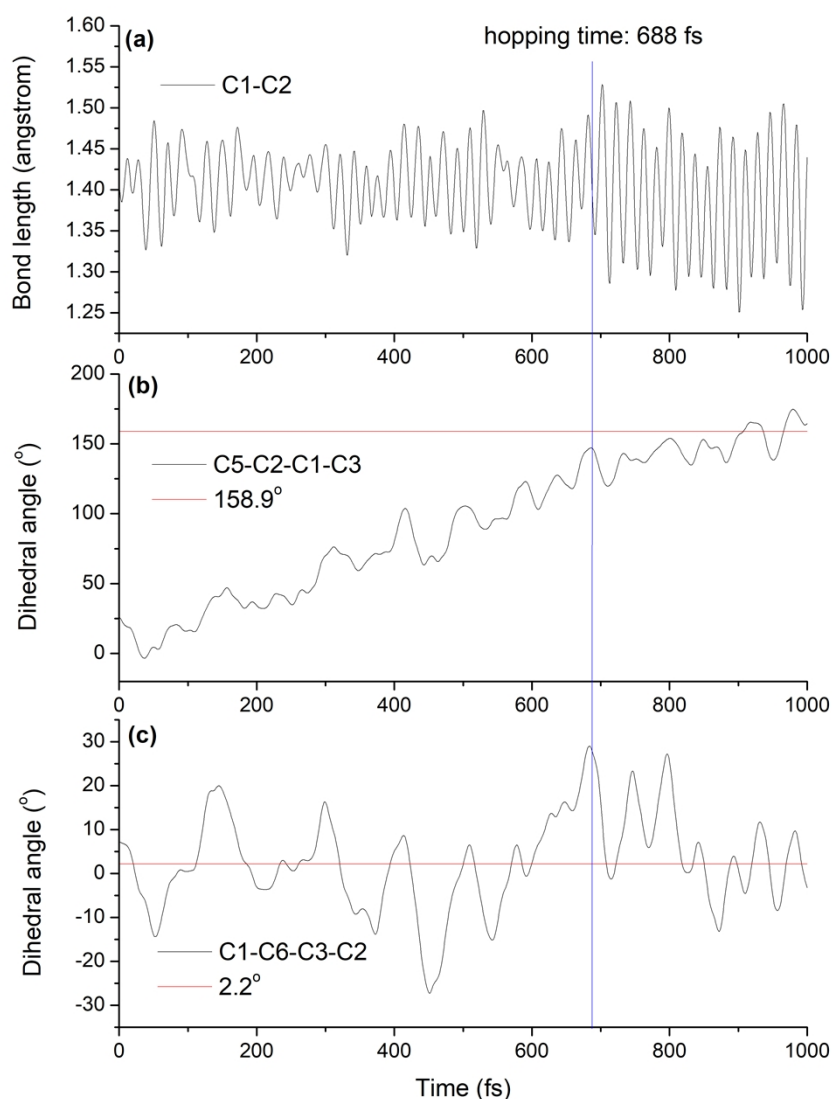 (a)
hopping time: 688 fs
C1-C2
Bond length (angstrom)
1.60
1.55
1.50
1.45
1.40
1.35
1.30
1.25
0 200 400 600 800 1000
(b)
C5-C2-C1-C3
158.9°
Dihedral angle (°)
200
150
100
50
0
0 200 400 600 800 1000
(c)
C1-C6-C3-C2
2.2°
Dihedral angle (°)
30
20
10
0
-10
-20
-30
0 200 400 600 800 1000
Time (fs)